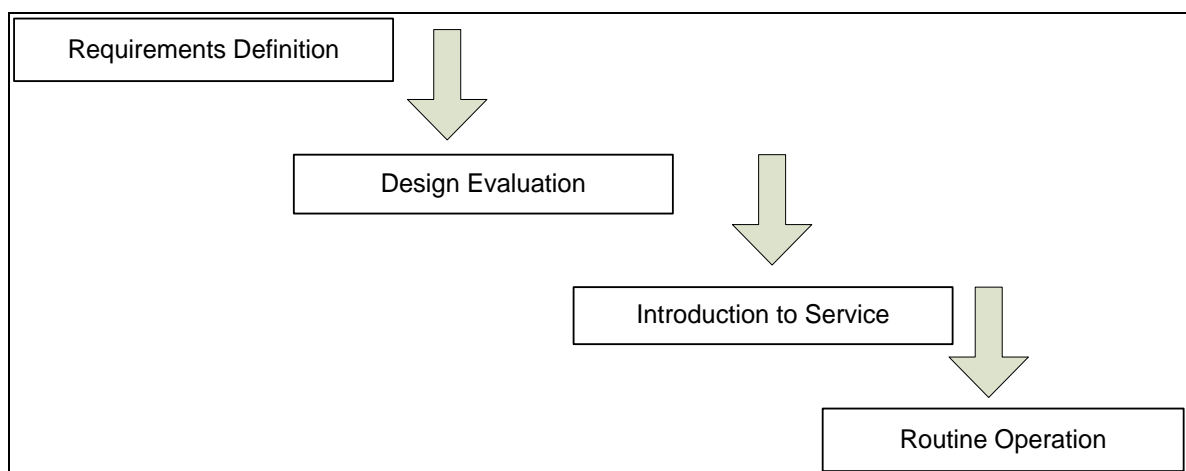 Requirements Definition
Design Evaluation
Introduction to Service
Routine Operation